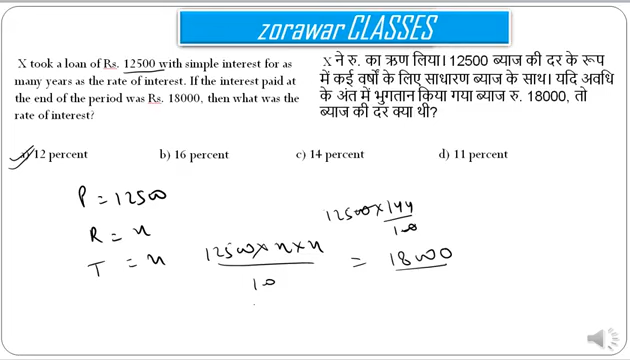 zorawar CLASSES
X took a loan of Rs. 12500 with simple interest for as
many years as the rate of interest. If the interest paid at
the end of the period was Rs. 18000, then what was the
rate of interest?
X ने रु. का ऋण लिया। 12500 ब्याज की दर के रूप
में कई वर्षों के लिए साधारण ब्याज के साथ। यदि अवधि
के अंत में भुगतान किया गया ब्याज रु. 18000, तो
ब्याज की दर क्या थी?
a) 12 percent b) 16 percent c) 14 percent d) 11 percent
P = 12500
R = n
T = n
12500 × 144
100
12500 × n × n
100
= 18000